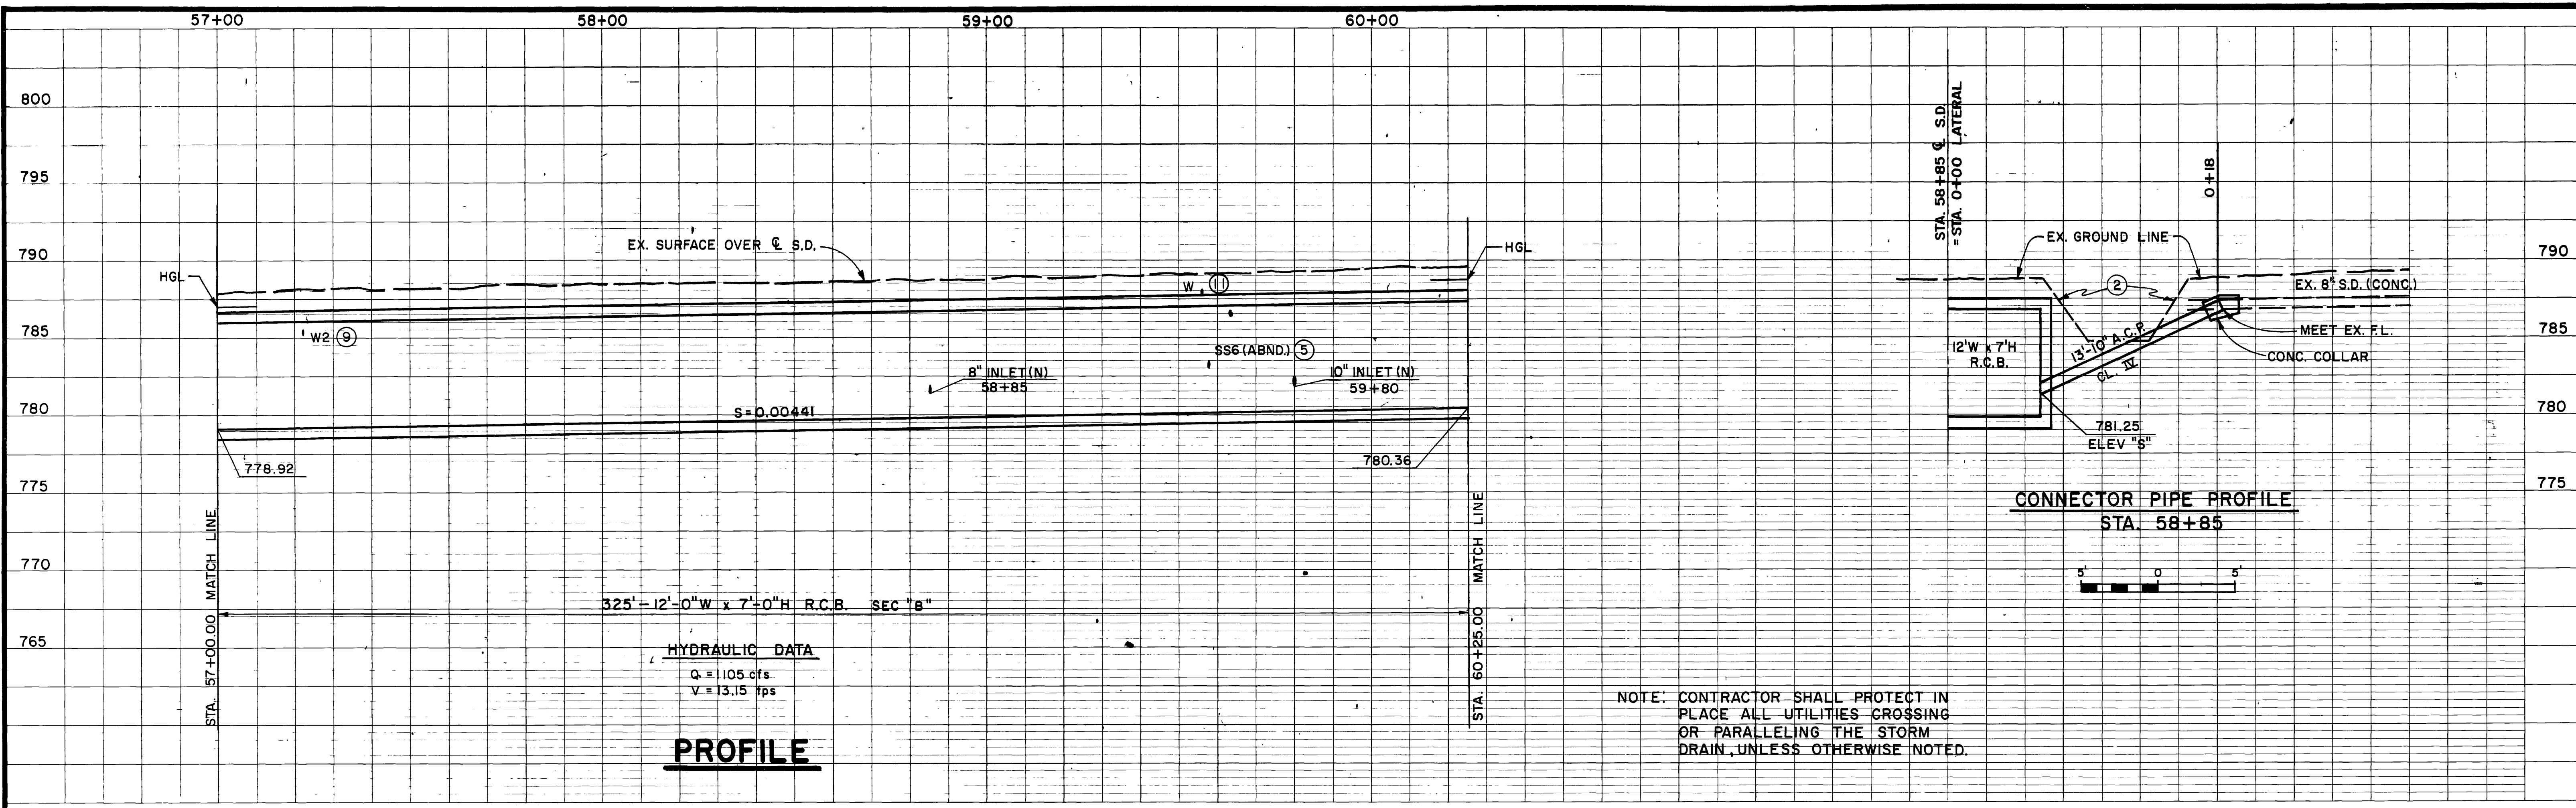 57+00 58+00 59+00 60+00
800
795
790
785
780
775
770
765
HGL
EX. SURFACE OVER ℄ S.D.
HGL
W 11
W2 9
SS6 (ABND.) 5
8" INLET (N)
58+85
10" INLET (N)
59+80
S=0.00441
778.92
780.36
STA. 57+00.00 MATCH LINE
STA. 60+25.00 MATCH LINE
325'-12'-0"W x 7'-0"H R.C.B. SEC "B"
HYDRAULIC DATA
Q = 1105 cfs
V = 13.15 fps
PROFILE
STA. 58+85 ℄ S.D.
= STA. 0+00 LATERAL
0+18
EX. GROUND LINE
2
EX. 8" S.D. (CONC.)
12'W x 7'H
R.C.B.
13'-10" A.C.P.
CL. IV
MEET EX. F.L.
CONC. COLLAR
781.25
ELEV "S"
790
785
780
775
CONNECTOR PIPE PROFILE
STA. 58+85
5' 0 5'
NOTE: CONTRACTOR SHALL PROTECT IN
PLACE ALL UTILITIES CROSSING
OR PARALLELING THE STORM
DRAIN, UNLESS OTHERWISE NOTED.